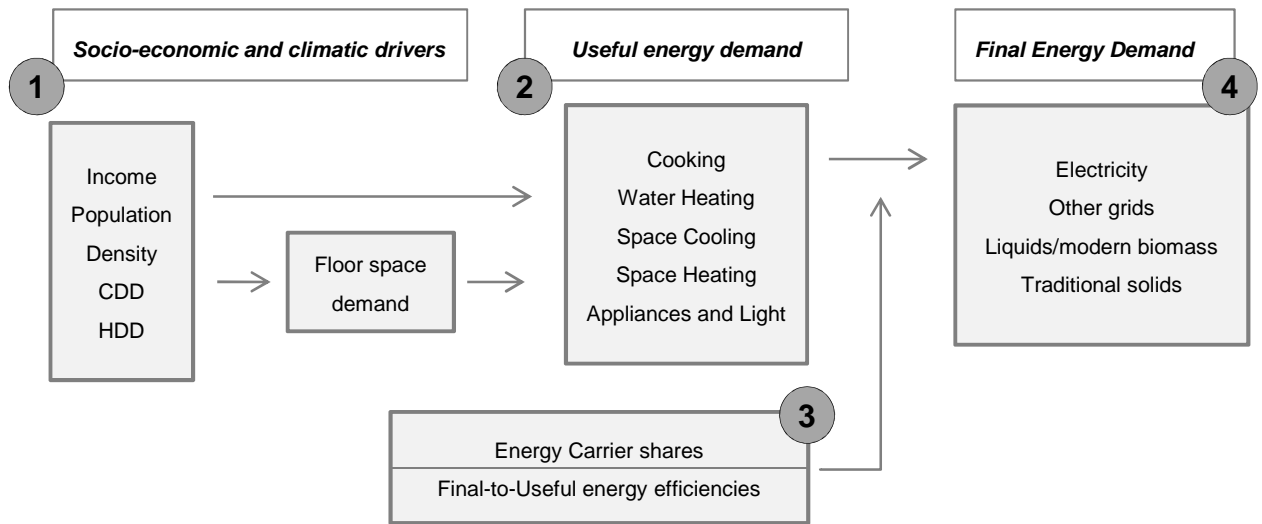 Socio-economic and climatic drivers
Useful energy demand
Final Energy Demand
1
2
4
Income
Population
Density
CDD
HDD
Floor space
demand
Cooking
Water Heating
Space Cooling
Space Heating
Appliances and Light
Electricity
Other grids
Liquids/modern biomass
Traditional solids
3
Energy Carrier shares
Final-to-Useful energy efficiencies